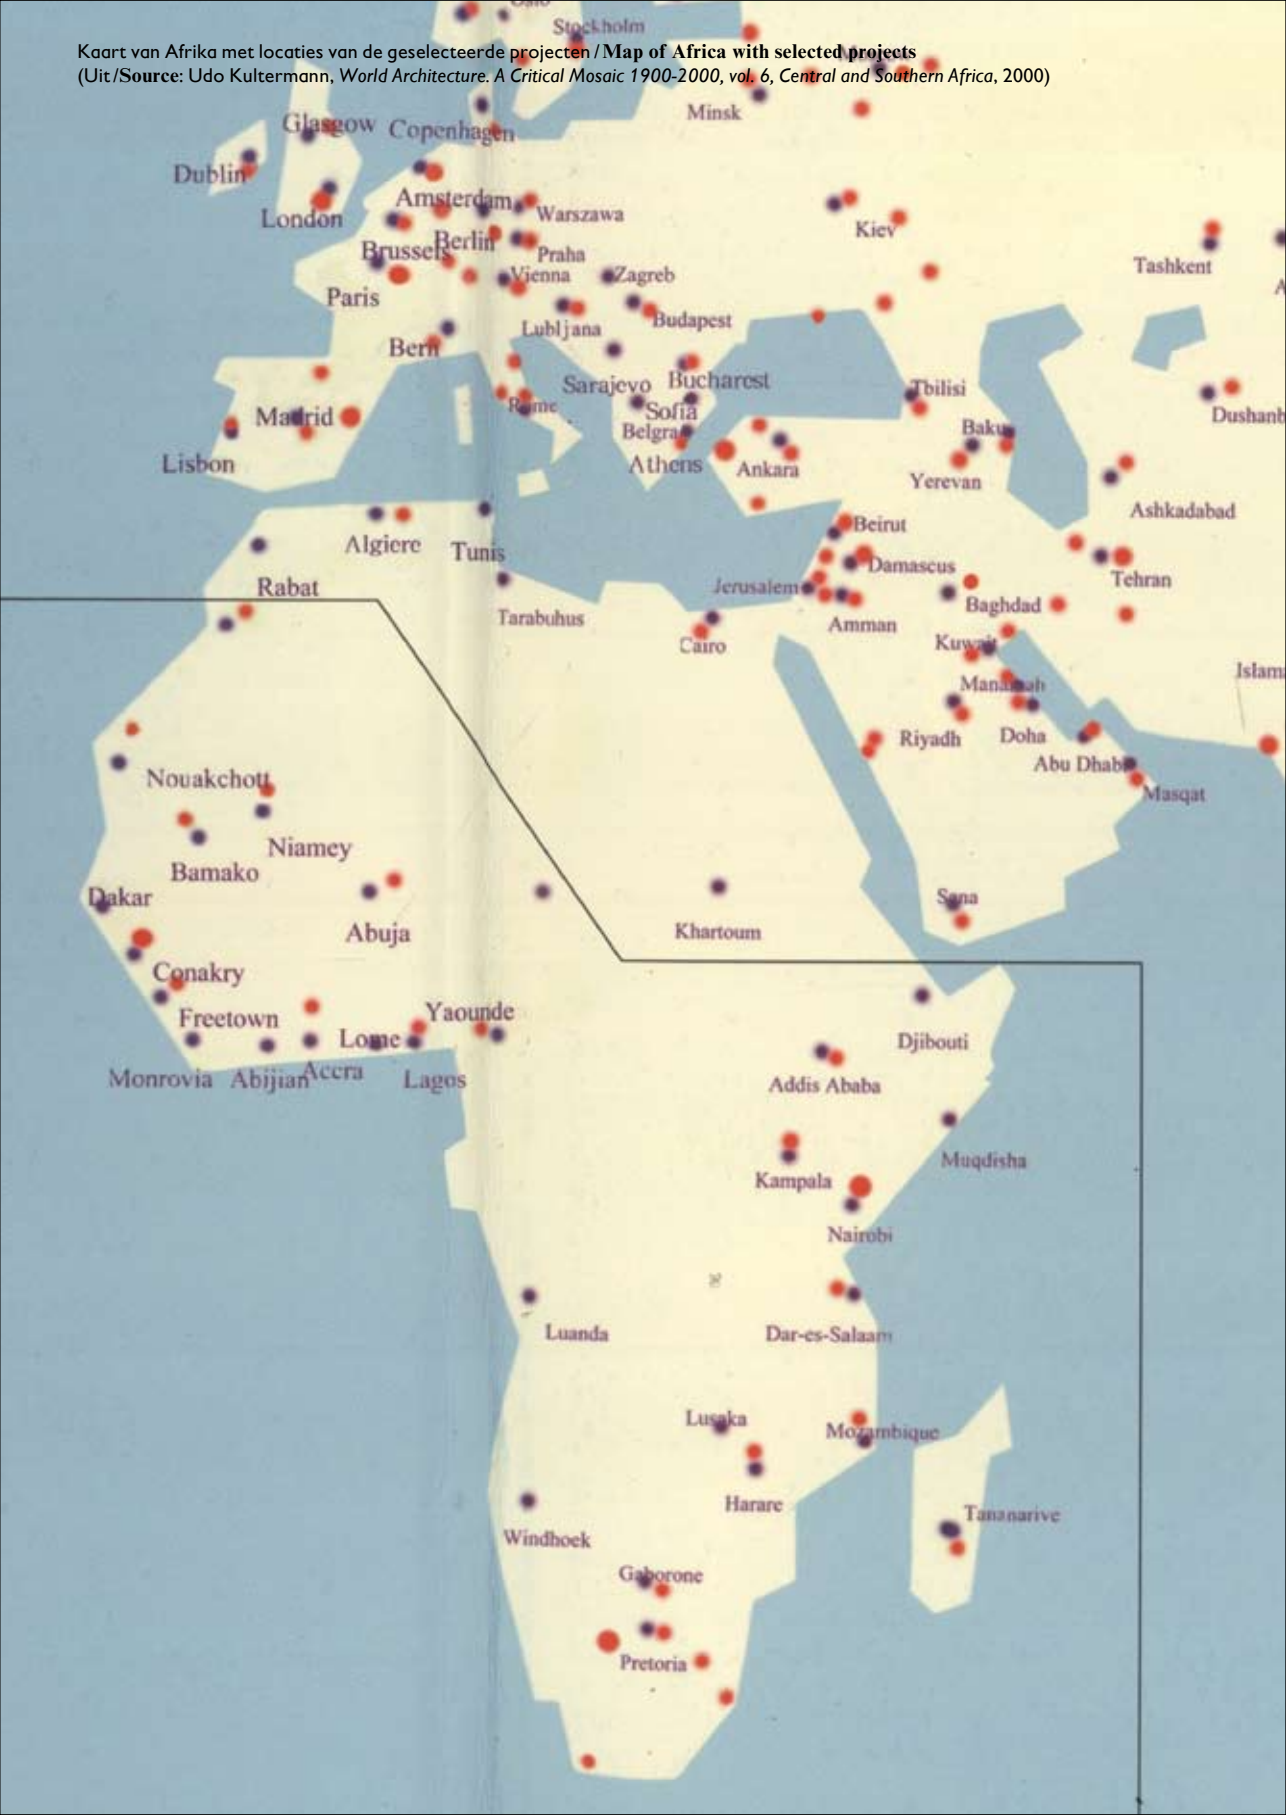 Oslo
Stockholm
Kaart van Afrika met locaties van de geselecteerde projecten / Map of Africa with selected projects
(Uit /Source: Udo Kultermann, World Architecture. A Critical Mosaic 1900-2000, vol. 6, Central and Southern Africa, 2000)
Minsk
Glasgow
Copenhagen
Dublin
London
Amsterdam
Warszawa
Kiev
Brussels
Berlin
Praha
Tashkent
Vienna
Zagreb
Paris
Lubljana
Budapest
Bern
Sarajevo
Bucharest
Tbilisi
Rome
Madrid
Sofia
Dushanb
Belgra
Baku
Lisbon
Athens
Ankara
Yerevan
Ashkadabad
Algiere
Tunis
Beirut
Damascus
Tehran
Rabat
Jerusalem
Baghdad
Tarabuhus
Amman
Cairo
Kuwait
Islama
Manamah
Riyadh
Doha
Abu Dhabi
Masqat
Nouakchott
Niamey
Bamako
Dakar
Sana
Abuja
Khartoum
Conakry
Freetown
Yaounde
Lome
Djibouti
Monrovia
Abijian
Accra
Lagos
Addis Ababa
Muqdisha
Kampala
Nairobi
Luanda
Dar-es-Salaam
Lusaka
Mozambique
Harare
Tananarive
Windhoek
Gaborone
Pretoria